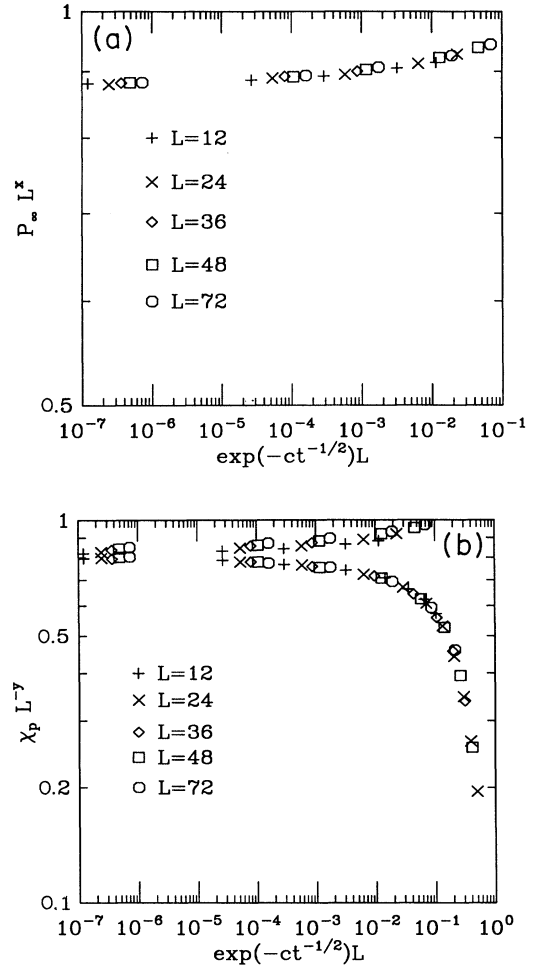 1
(a)
P∞ L^x
+ L=12
× L=24
◇ L=36
□ L=48
○ L=72
0.5
10^-7 10^-6 10^-5 10^-4 10^-3 10^-2 10^-1
exp(-ct^-1/2)L
1
(b)
0.5
χ_p L^-y
+ L=12
× L=24
◇ L=36
□ L=48
○ L=72
0.2
0.1
10^-7 10^-6 10^-5 10^-4 10^-3 10^-2 10^-1 10^0
exp(-ct^-1/2)L